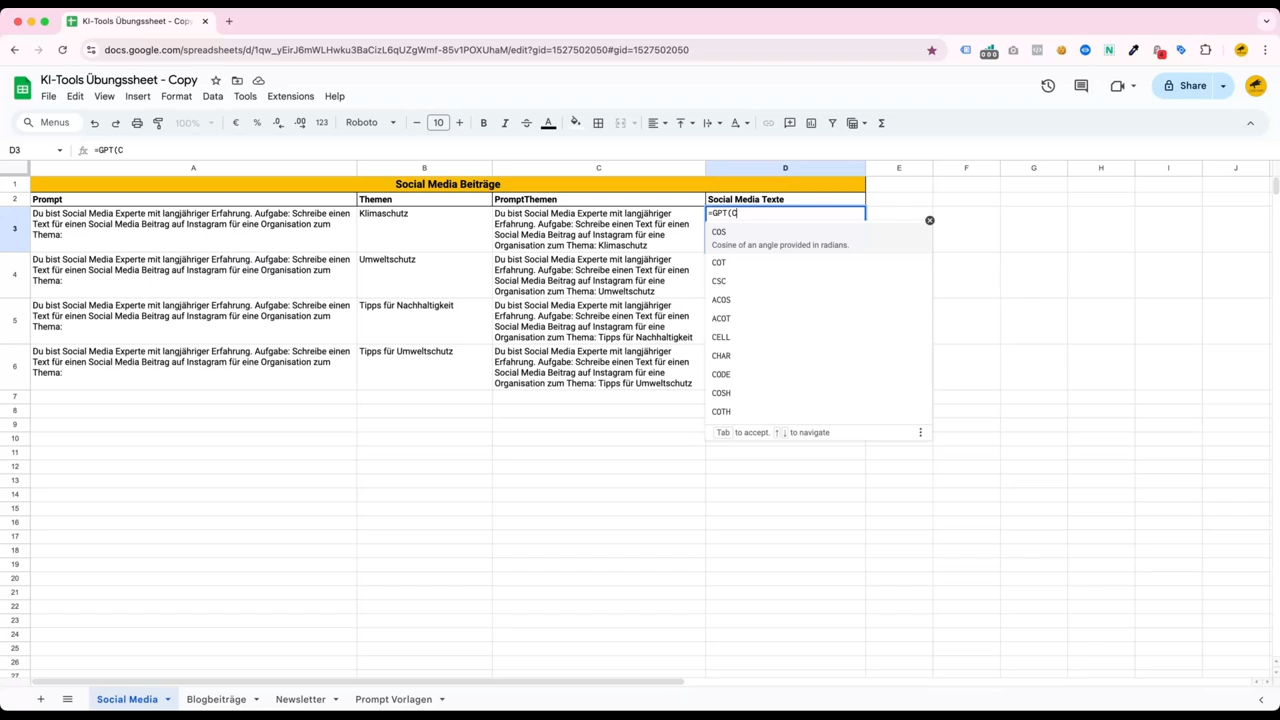 KI-Tools Übungssheet - Copy
docs.google.com/spreadsheets/d/1qw_yEirJ6mWLHwku3BaCizL6qUZgWmf-85v1POXUhaM/edit?gid=1527502050#gid=1527502050
KI-Tools Übungssheet - Copy
File Edit View Insert Format Data Tools Extensions Help
Share
Menus 100% € % .0 .00 123 Roboto 10 B I A
D3 =GPT(C
A B C D E F G H I J
1 Social Media Beiträge
2 Prompt Themen PromptThemen Social Media Texte
3
Du bist Social Media Experte mit langjähriger Erfahrung. Aufgabe: Schreibe einen
Text für einen Social Media Beitrag auf Instagram für eine Organisation zum
Thema:
Klimaschutz
Du bist Social Media Experte mit langjähriger
Erfahrung. Aufgabe: Schreibe einen Text für einen
Social Media Beitrag auf Instagram für eine
Organisation zum Thema: Klimaschutz
=GPT(C
4
Du bist Social Media Experte mit langjähriger Erfahrung. Aufgabe: Schreibe einen
Text für einen Social Media Beitrag auf Instagram für eine Organisation zum
Thema:
Umweltschutz
Du bist Social Media Experte mit langjähriger
Erfahrung. Aufgabe: Schreibe einen Text für einen
Social Media Beitrag auf Instagram für eine
Organisation zum Thema: Umweltschutz
5
Du bist Social Media Experte mit langjähriger Erfahrung. Aufgabe: Schreibe einen
Text für einen Social Media Beitrag auf Instagram für eine Organisation zum
Thema:
Tipps für Nachhaltigkeit
Du bist Social Media Experte mit langjähriger
Erfahrung. Aufgabe: Schreibe einen Text für einen
Social Media Beitrag auf Instagram für eine
Organisation zum Thema: Tipps für Nachhaltigkeit
6
Du bist Social Media Experte mit langjähriger Erfahrung. Aufgabe: Schreibe einen
Text für einen Social Media Beitrag auf Instagram für eine Organisation zum
Thema:
Tipps für Umweltschutz
Du bist Social Media Experte mit langjähriger
Erfahrung. Aufgabe: Schreibe einen Text für einen
Social Media Beitrag auf Instagram für eine
Organisation zum Thema: Tipps für Umweltschutz
COS
Cosine of an angle provided in radians.
COT
CSC
ACOS
ACOT
CELL
CHAR
CODE
COSH
COTH
Tab to accept. ↑ ↓ to navigate
7
8
9
10
11
12
13
14
15
16
17
18
19
20
21
22
23
24
25
26
27
Social Media Blogbeiträge Newsletter Prompt Vorlagen